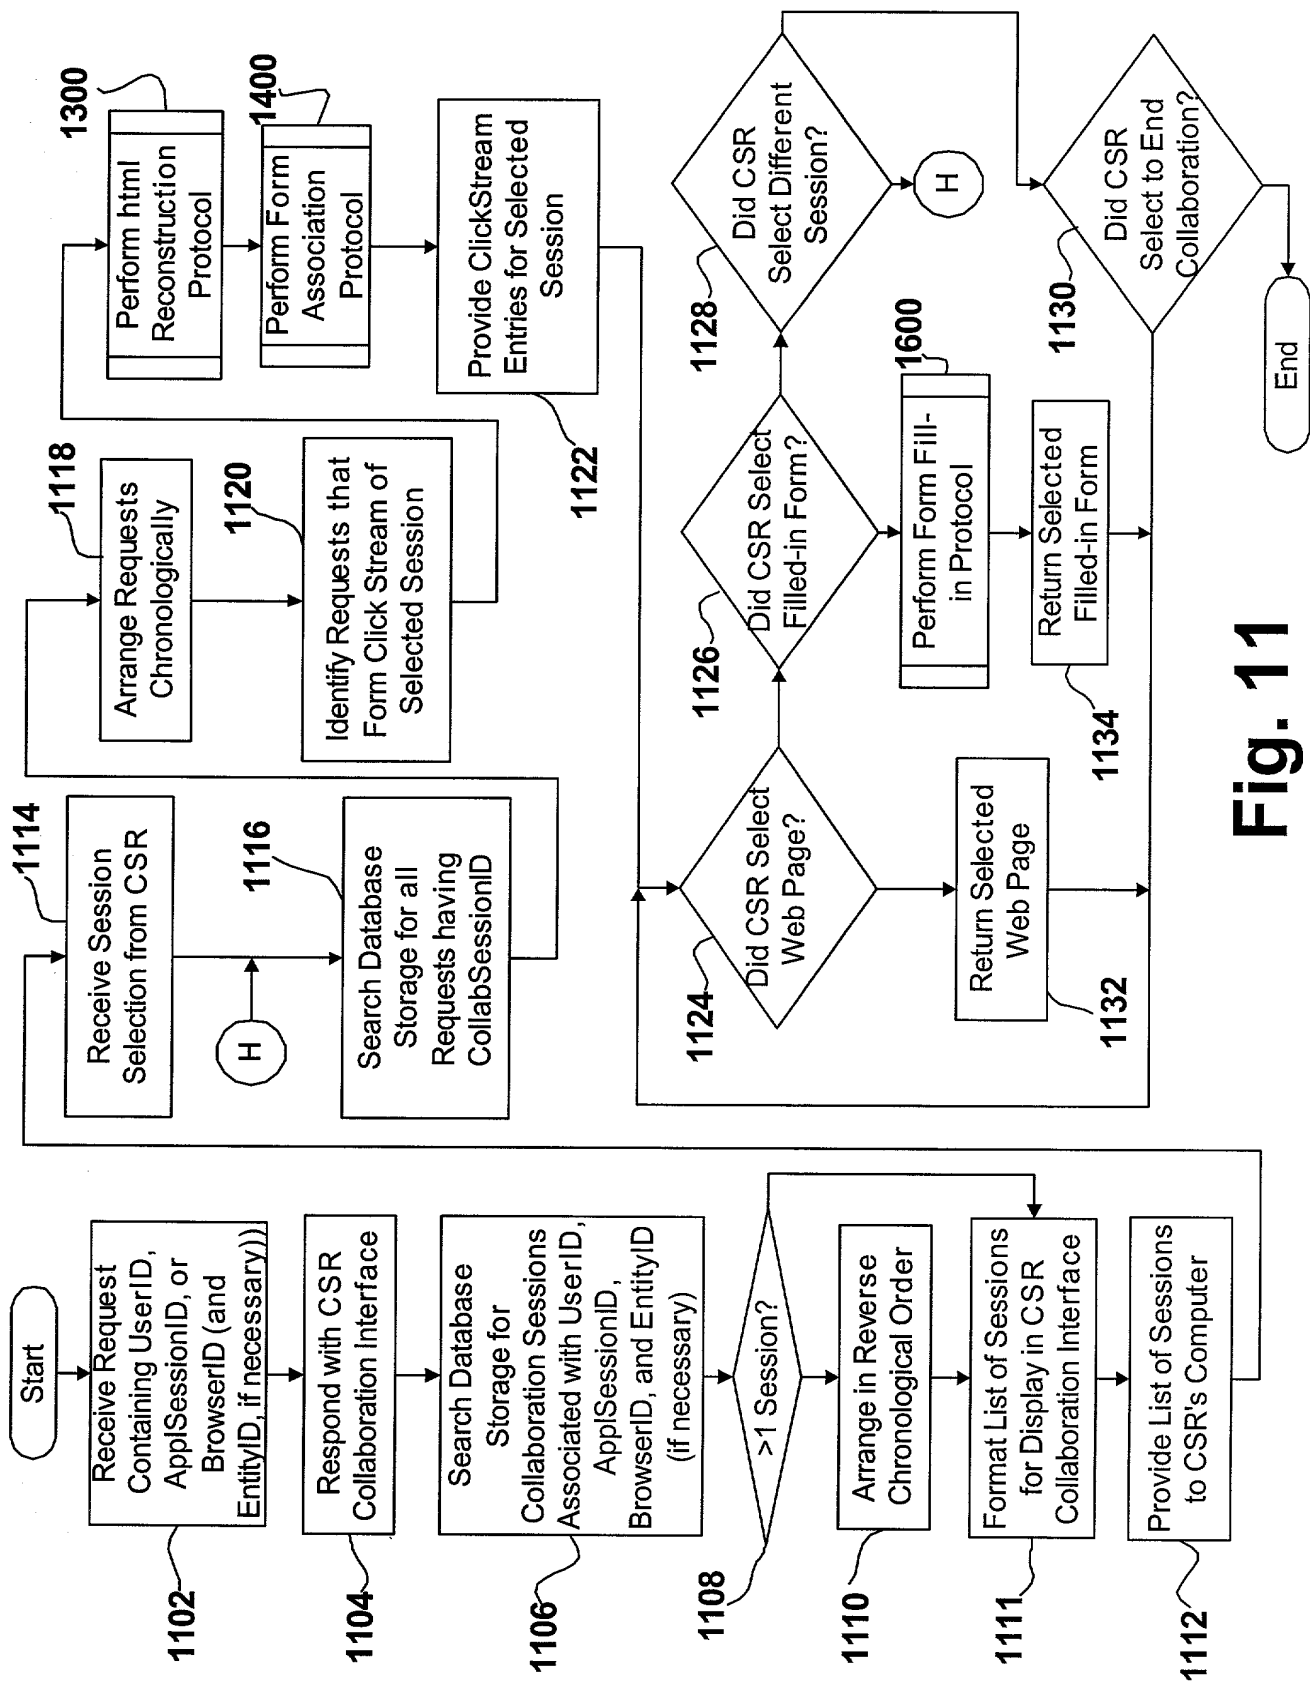 Start
Receive Request
Containing UserID,
ApplSessionID, or
BrowserID (and
EntityID, if necessary))
1102
Respond with CSR
Collaboration Interface
1104
Search Database
Storage for
Collaboration Sessions
Associated with UserID,
ApplSessionID,
BrowserID, and EntityID
(if necessary)
1106
>1 Session?
1108
Arrange in Reverse
Chronological Order
1110
Format List of Sessions
for Display in CSR
Collaboration Interface
1111
Provide List of Sessions
to CSR's Computer
1112
Receive Session
Selection from CSR
1114
H
Search Database
Storage for all
Requests having
CollabSessionID
1116
Arrange Requests
Chronologically
1118
Identify Requests that
Form Click Stream of
Selected Session
1120
Perform html
Reconstruction
Protocol
1300
Perform Form
Association
Protocol
1400
Provide ClickStream
Entries for Selected
Session
1122
Did CSR Select
Web Page?
1124
Return Selected
Web Page
1132
Did CSR Select
Filled-in Form?
1126
Perform Form Fill-
in Protocol
1600
Return Selected
Filled-in Form
1134
Did CSR
Select Different
Session?
1128
H
Did CSR
Select to End
Collaboration?
1130
End
Fig. 11